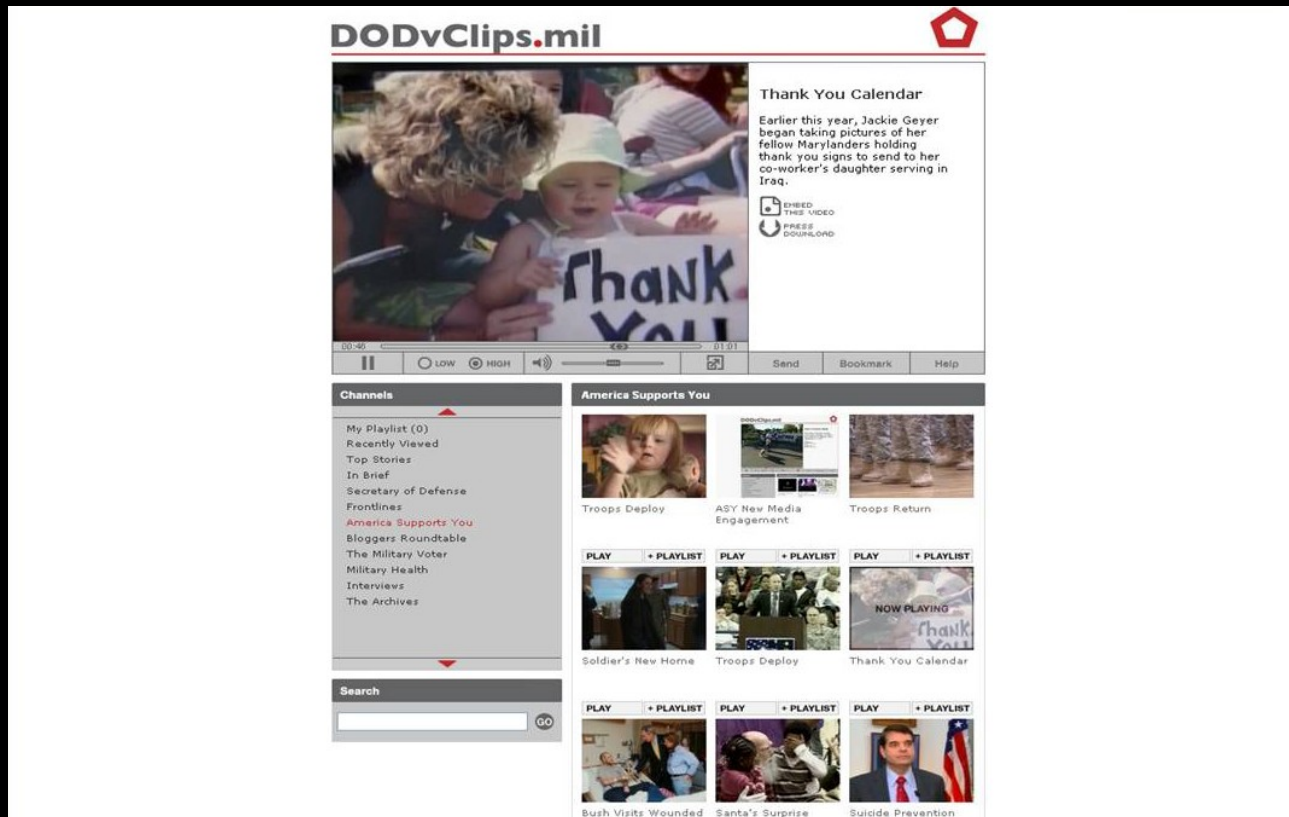 DODvClips.mil
Thank You Calendar
Earlier this year, Jackie Geyer
began taking pictures of her
fellow Marylanders holding
thank you signs to send to her
co-worker's daughter serving in
Iraq.
EMBED
THIS VIDEO
PRESS
DOWNLOAD
Thank
You
00:46 01:01
LOW HIGH Send Bookmark Help
Channels
My Playlist (0)
Recently Viewed
Top Stories
In Brief
Secretary of Defense
Frontlines
America Supports You
Bloggers Roundtable
The Military Voter
Military Health
Interviews
The Archives
Search
GO
America Supports You
DODvClips.mil
Troops Deploy
ASY New Media
Engagement
Troops Return
PLAY + PLAYLIST PLAY + PLAYLIST PLAY + PLAYLIST
NOW PLAYING
Thank
You
Soldier's New Home Troops Deploy Thank You Calendar
PLAY + PLAYLIST PLAY + PLAYLIST PLAY + PLAYLIST
Bush Visits Wounded Santa's Surprise Suicide Prevention